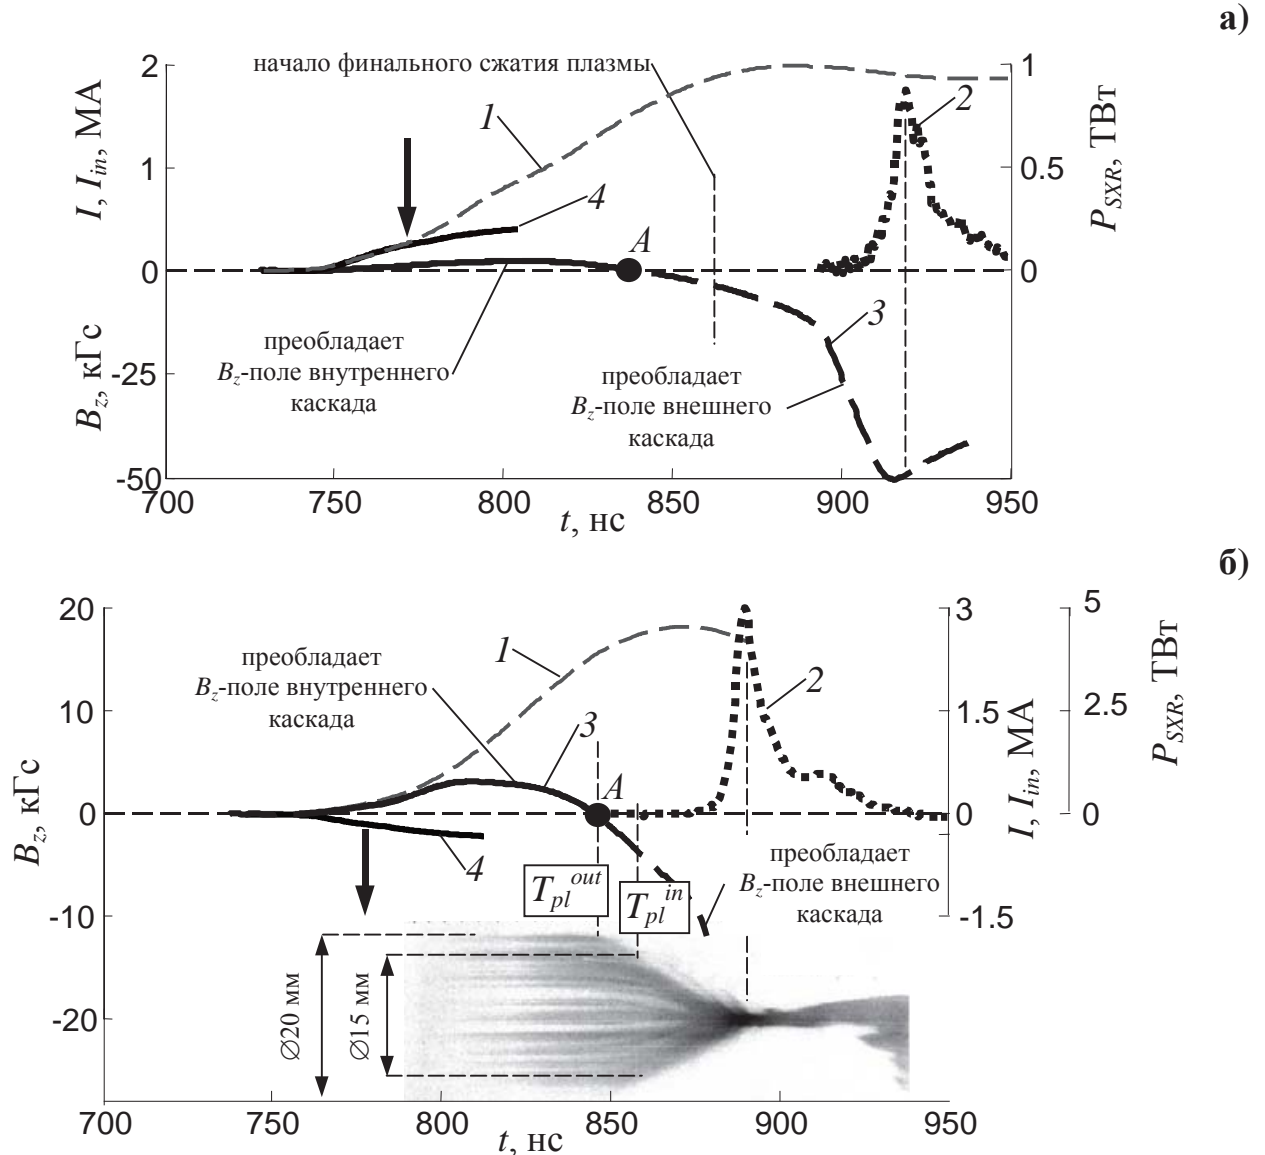 а)
начало финального сжатия плазмы
2
1
0
-25
-50
I, I_in, МА
B_z, кГс
1
0.5
0
P_SXR, ТВт
1
2
3
4
A
преобладает
B_z-поле внутреннего
каскада
преобладает
B_z-поле внешнего
каскада
700
750
800
850
900
950
t, нс
б)
20
10
0
-10
-20
B_z, кГс
3
1.5
0
-1.5
I, I_in, МА
5
2.5
0
P_SXR, ТВт
преобладает
B_z-поле внутреннего
каскада
1
2
3
4
A
T_pl^out
T_pl^in
преобладает
B_z-поле внешнего
каскада
∅20 мм
∅15 мм
700
750
800
850
900
950
t, нс